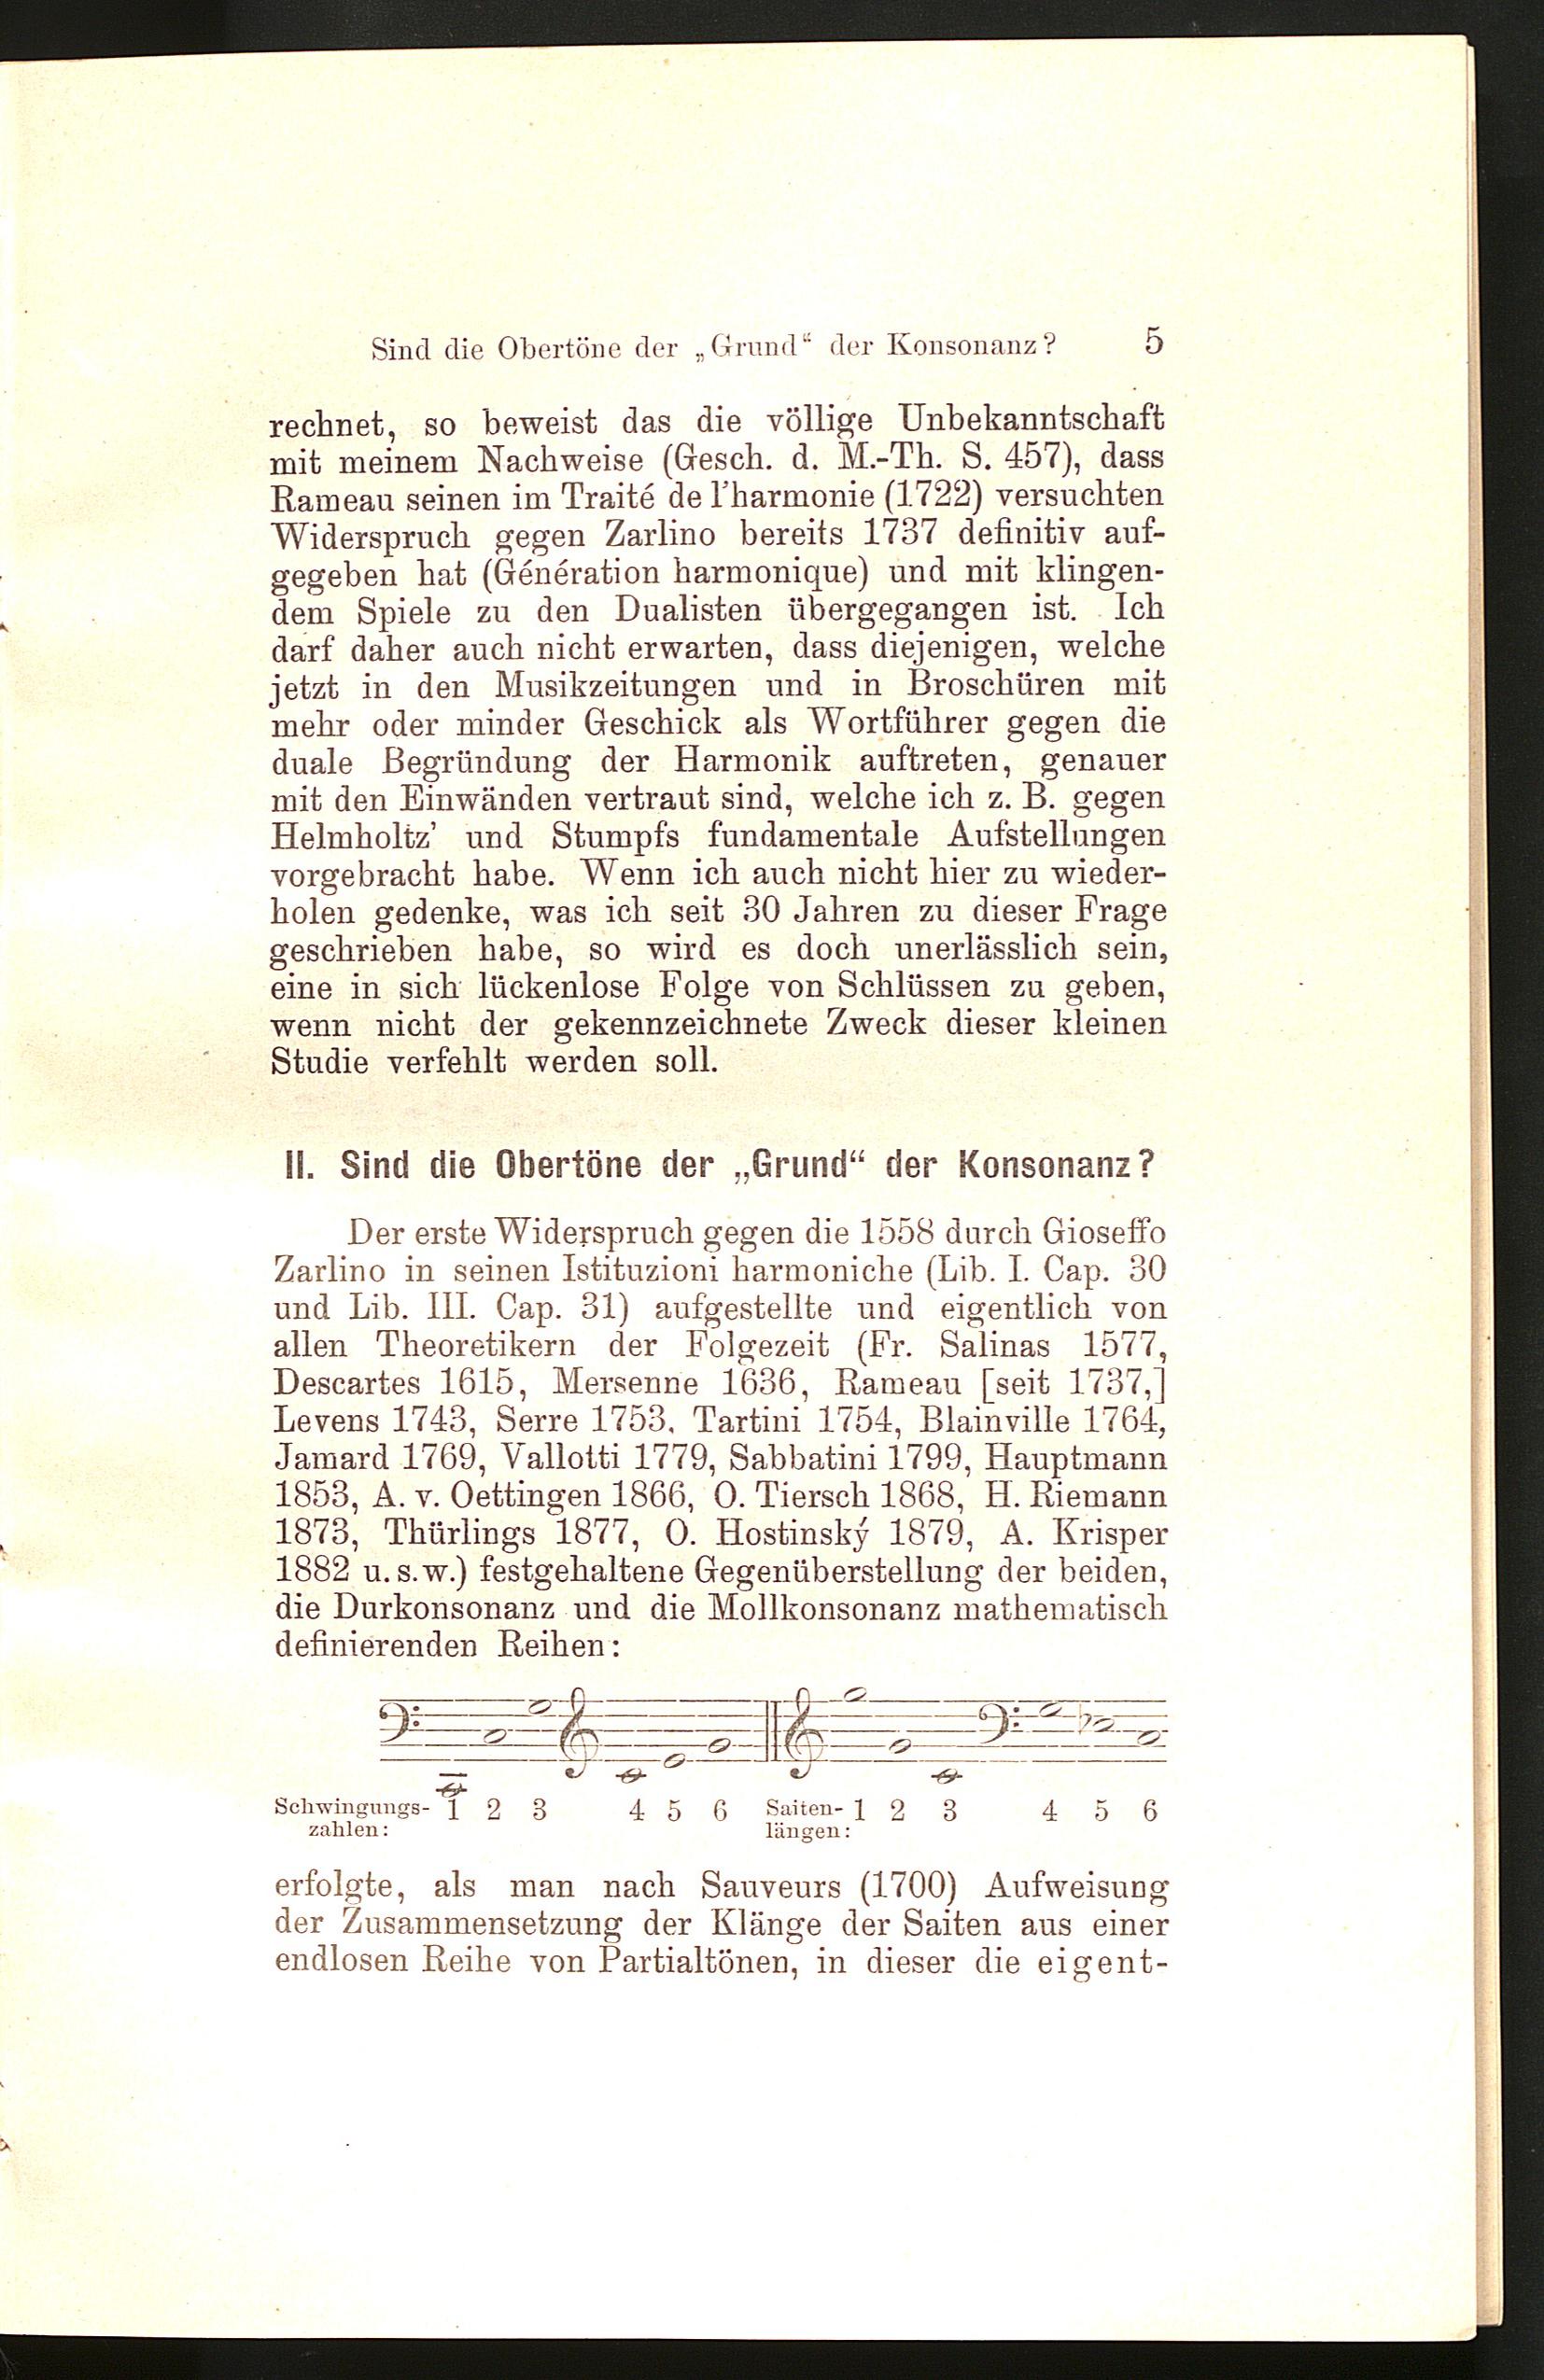 Sind die Obertöne der „Grund“ der Konsonanz? 5
rechnet, so beweist das die völlige Unbekanntschaft
mit meinem Nachweise (Gesch. d. M.-Th. S. 457), dass
Rameau seinen im Traité de l'harmonie (1722) versuchten
Widerspruch gegen Zarlino bereits 1737 definitiv auf-
gegeben hat (Génération harmonique) und mit klingen-
dem Spiele zu den Dualisten übergegangen ist. Ich
darf daher auch nicht erwarten, dass diejenigen, welche
jetzt in den Musikzeitungen und in Broschüren mit
mehr oder minder Geschick als Wortführer gegen die
duale Begründung der Harmonik auftreten, genauer
mit den Einwänden vertraut sind, welche ich z. B. gegen
Helmholtz' und Stumpfs fundamentale Aufstellungen
vorgebracht habe. Wenn ich auch nicht hier zu wieder-
holen gedenke, was ich seit 30 Jahren zu dieser Frage
geschrieben habe, so wird es doch unerlässlich sein,
eine in sich lückenlose Folge von Schlüssen zu geben,
wenn nicht der gekennzeichnete Zweck dieser kleinen
Studie verfehlt werden soll.
II. Sind die Obertöne der „Grund“ der Konsonanz?
Der erste Widerspruch gegen die 1558 durch Gioseffo
Zarlino in seinen Istituzioni harmoniche (Lib. I. Cap. 30
und Lib. III. Cap. 31) aufgestellte und eigentlich von
allen Theoretikern der Folgezeit (Fr. Salinas 1577,
Descartes 1615, Mersenne 1636, Rameau [seit 1737,]
Levens 1743, Serre 1753, Tartini 1754, Blainville 1764,
Jamard 1769, Vallotti 1779, Sabbatini 1799, Hauptmann
1853, A. v. Oettingen 1866, O. Tiersch 1868, H. Riemann
1873, Thürlings 1877, O. Hostinský 1879, A. Krisper
1882 u. s. w.) festgehaltene Gegenüberstellung der beiden,
die Durkonsonanz und die Mollkonsonanz mathematisch
definierenden Reihen:
Schwingungs- 1 2 3 4 5 6 Saiten- 1 2 3 4 5 6
zahlen: längen:
erfolgte, als man nach Sauveurs (1700) Aufweisung
der Zusammensetzung der Klänge der Saiten aus einer
endlosen Reihe von Partialtönen, in dieser die eigent-